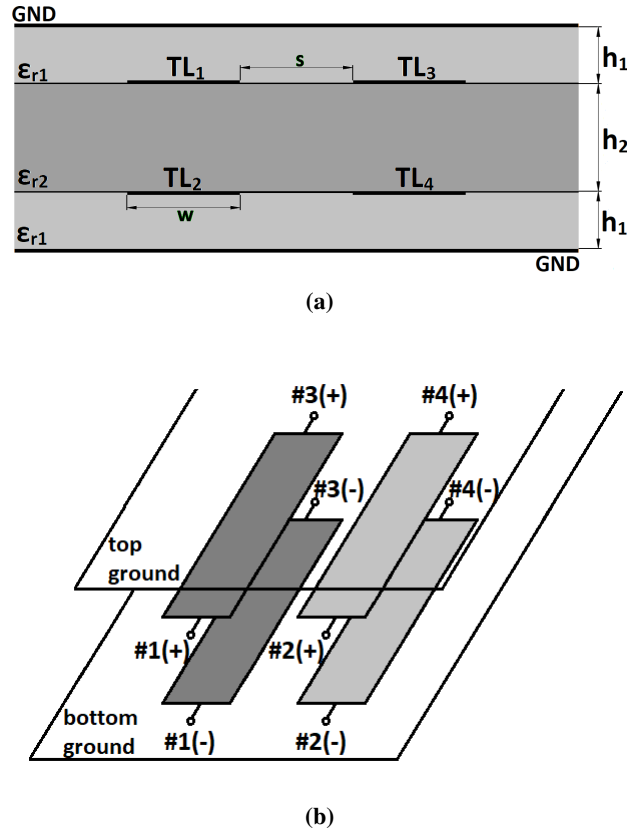 GND
εr1 TL1 s TL3 h1
h2
εr2 TL2 TL4
w
εr1 h1
GND
(a)
#3(+) #4(+)
#3(-) #4(-)
top
ground
#1(+) #2(+)
bottom
ground
#1(-) #2(-)
(b)